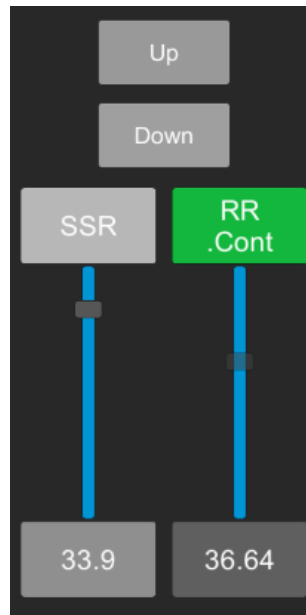 Up
Down
SSR
RR
.Cont
33.9
36.64